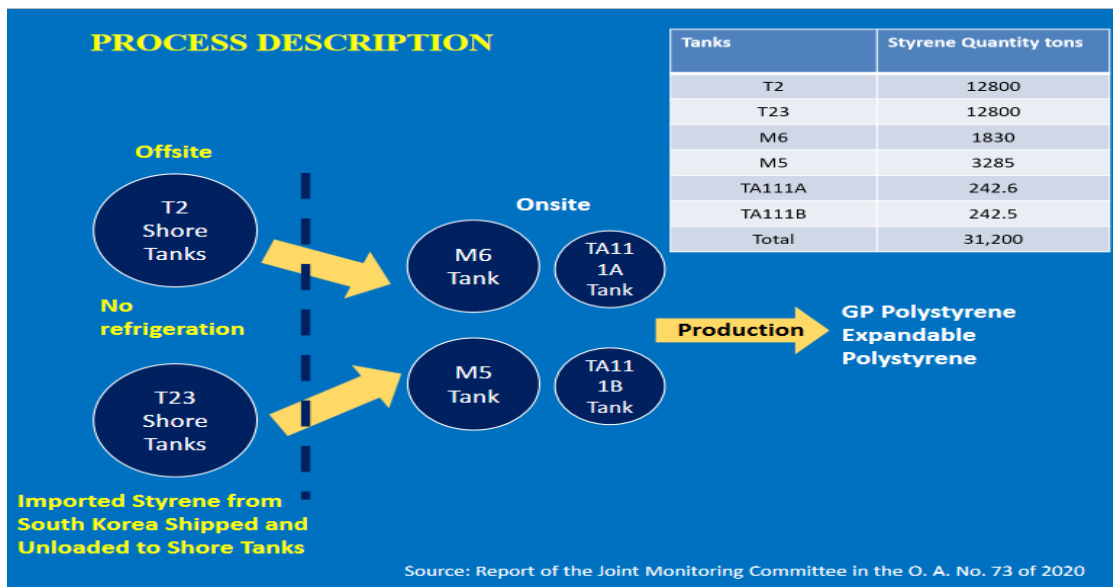 PROCESS DESCRIPTION
Tanks Styrene Quantity tons
T2 12800
T23 12800
M6 1830
M5 3285
TA111A 242.6
TA111B 242.5
Total 31,200
Offsite
T2
Shore
Tanks
No
refrigeration
T23
Shore
Tanks
Imported Styrene from
South Korea Shipped and
Unloaded to Shore Tanks
Onsite
M6
Tank
TA11
1A
Tank
M5
Tank
TA11
1B
Tank
Production
GP Polystyrene
Expandable
Polystyrene
Source: Report of the Joint Monitoring Committee in the O. A. No. 73 of 2020